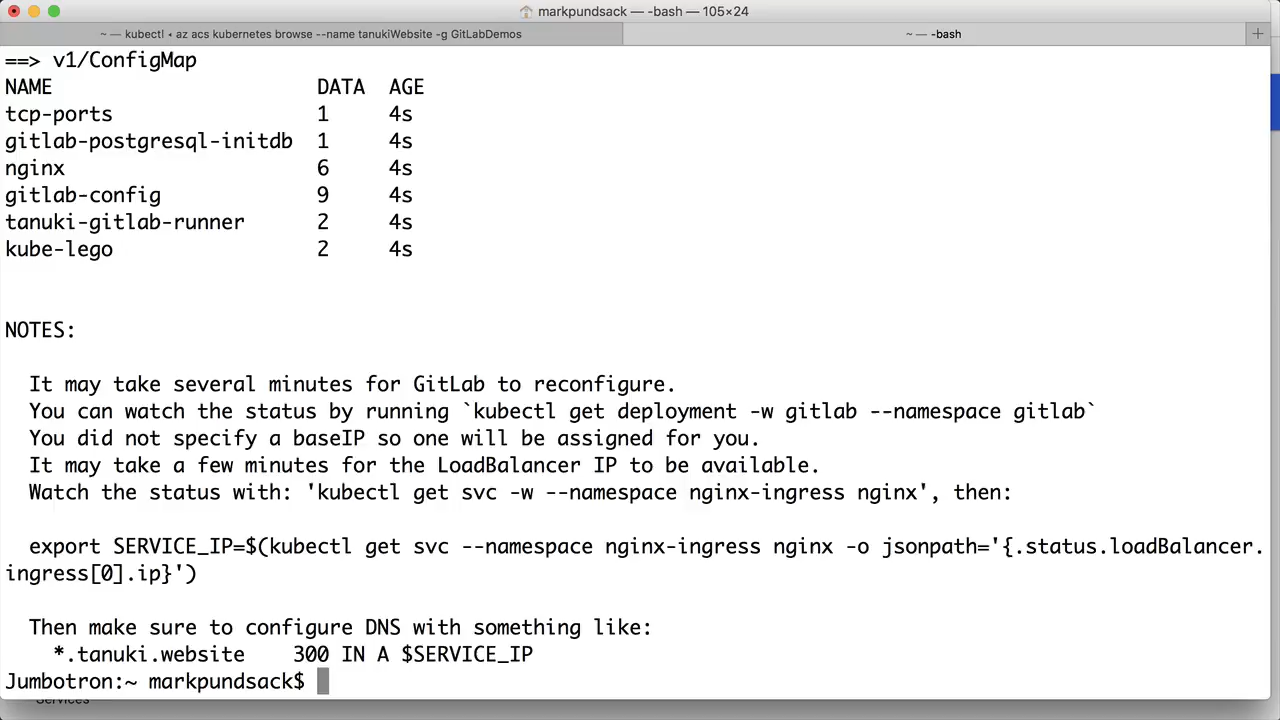 markpundsack — -bash — 105×24
~ — kubectl ◂ az acs kubernetes browse --name tanukiWebsite -g GitLabDemos
~ — -bash
==> v1/ConfigMap
NAME DATA AGE
tcp-ports 1 4s
gitlab-postgresql-initdb 1 4s
nginx 6 4s
gitlab-config 9 4s
tanuki-gitlab-runner 2 4s
kube-lego 2 4s
NOTES:
It may take several minutes for GitLab to reconfigure.
You can watch the status by running `kubectl get deployment -w gitlab --namespace gitlab`
You did not specify a baseIP so one will be assigned for you.
It may take a few minutes for the LoadBalancer IP to be available.
Watch the status with: 'kubectl get svc -w --namespace nginx-ingress nginx', then:
export SERVICE_IP=$(kubectl get svc --namespace nginx-ingress nginx -o jsonpath='{.status.loadBalancer.
ingress[0].ip}')
Then make sure to configure DNS with something like:
*.tanuki.website 300 IN A $SERVICE_IP
Jumbotron:~ markpundsack$
Services